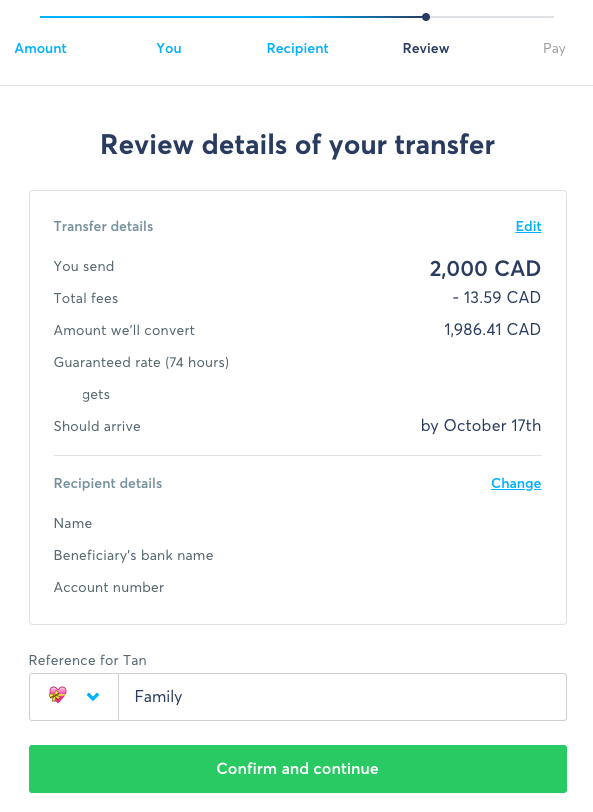 Amount You Recipient Review Pay
Review details of your transfer
Transfer details Edit
You send 2,000 CAD
Total fees - 13.59 CAD
Amount we'll convert 1,986.41 CAD
Guaranteed rate (74 hours)
gets
Should arrive by October 17th
Recipient details Change
Name
Beneficiary's bank name
Account number
Reference for Tan
Family
Confirm and continue